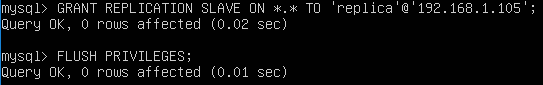 mysql> GRANT REPLICATION SLAVE ON *.* TO 'replica'@'192.168.1.105';
Query OK, 0 rows affected (0.02 sec)
mysql> FLUSH PRIVILEGES;
Query OK, 0 rows affected (0.01 sec)